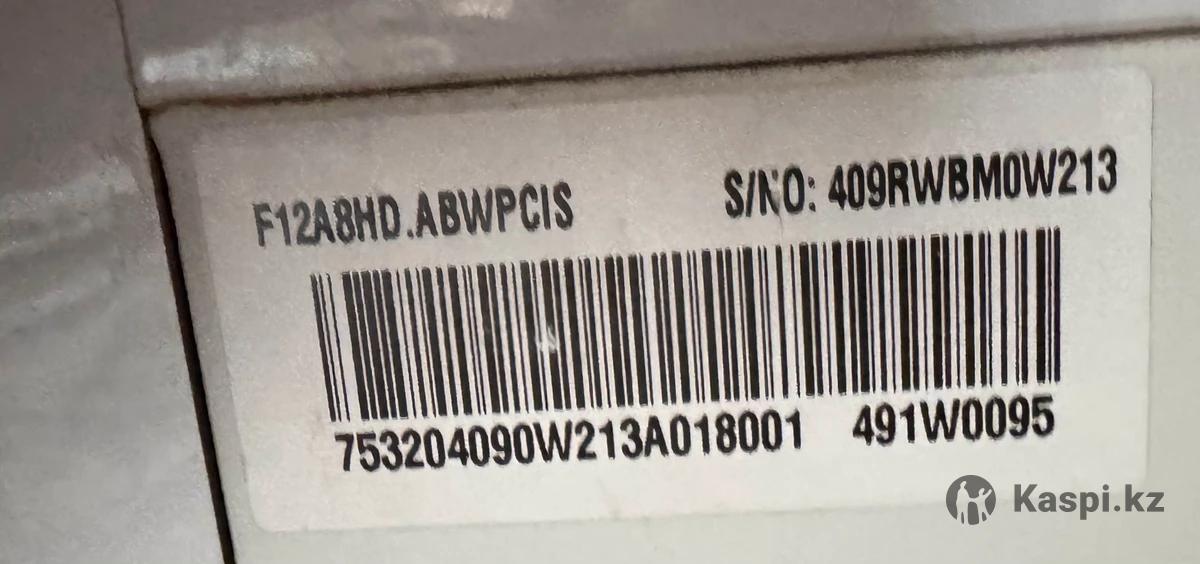 F12A8HD.ABWPCIS S/NO: 409RWBM0W213
753204090W213A018001 491W0095
Kaspi.kz